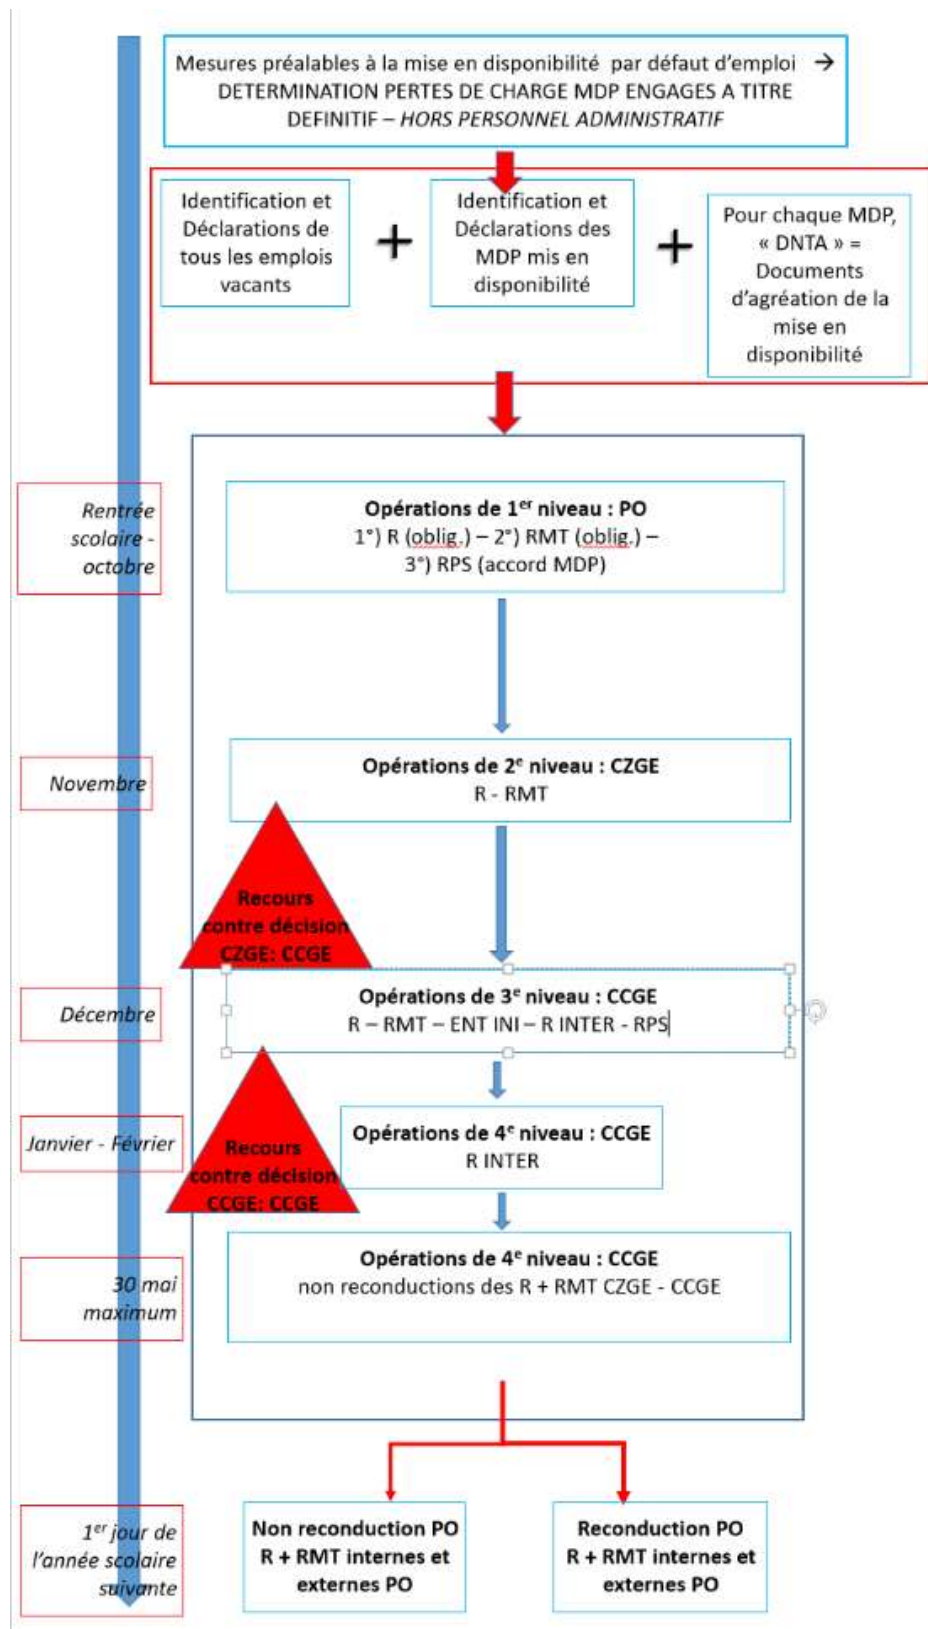 Mesures préalables à la mise en disponibilité par défaut d'emploi →
DETERMINATION PERTES DE CHARGE MDP ENGAGES A TITRE
DEFINITIF – HORS PERSONNEL ADMINISTRATIF
Identification et
Déclarations de
tous les emplois
vacants
+
Identification et
Déclarations des
MDP mis en
disponibilité
+
Pour chaque MDP,
« DNTA » =
Documents
d'agréation de la
mise en
disponibilité
Rentrée
scolaire -
octobre
Opérations de 1er niveau : PO
1°) R (oblig.) – 2°) RMT (oblig.) –
3°) RPS (accord MDP)
Novembre
Opérations de 2e niveau : CZGE
R - RMT
Recours
contre décision
CZGE: CCGE
Décembre
Opérations de 3e niveau : CCGE
R – RMT – ENT INI – R INTER - RPS
Janvier - Février
Recours
contre décision
CCGE: CCGE
Opérations de 4e niveau : CCGE
R INTER
30 mai
maximum
Opérations de 4e niveau : CCGE
non reconductions des R + RMT CZGE - CCGE
1er jour de
l'année scolaire
suivante
Non reconduction PO
R + RMT internes et
externes PO
Reconduction PO
R + RMT internes et
externes PO